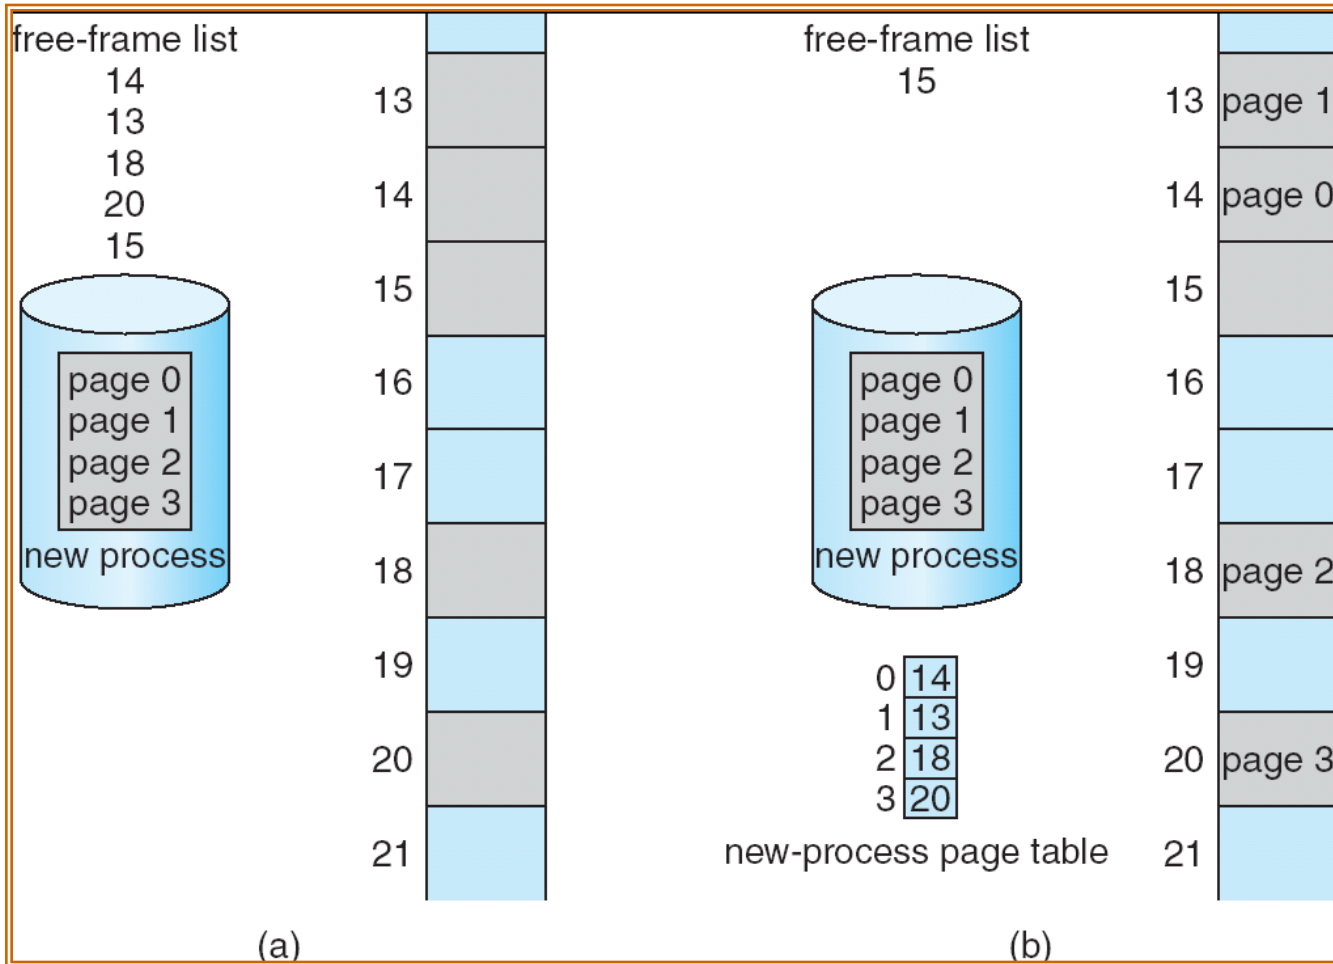 free-frame list
14
13
18
20
15
page 0
page 1
page 2
page 3
new process
13
14
15
16
17
18
19
20
21
(a)
free-frame list
15
page 0
page 1
page 2
page 3
new process
0 14
1 13
2 18
3 20
new-process page table
13 page 1
14 page 0
15
16
17
18 page 2
19
20 page 3
21
(b)